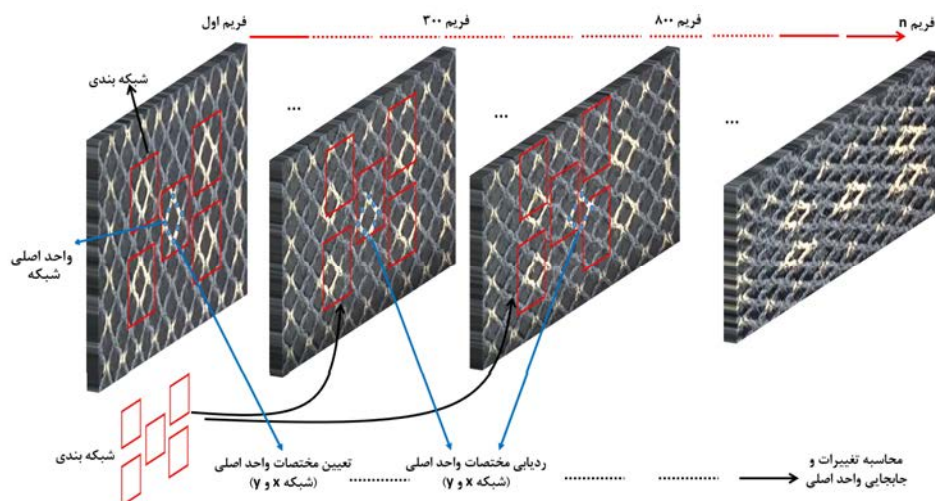 فریم اول
فریم ۳۰۰
فریم ۸۰۰
فریم n
شبکه بندی
...
...
...
واحد اصلی
شبکه
شبکه بندی
تعیین مختصات واحد اصلی
(شبکه x و y)
ردیابی مختصات واحد اصلی
(شبکه x و y)
محاسبه تغییرات و
جابجایی واحد اصلی